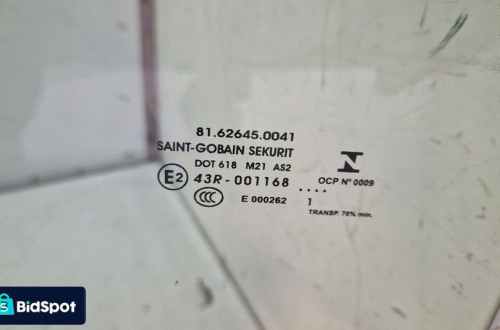 81.62645.0041
SAINT-GOBAIN SEKURIT
DOT 618 M21 AS2
E2 43R-001168 ....
CCC E 000262 1
N
OCP Nº 0009
TRANSP. 70% min.
S BidSpot